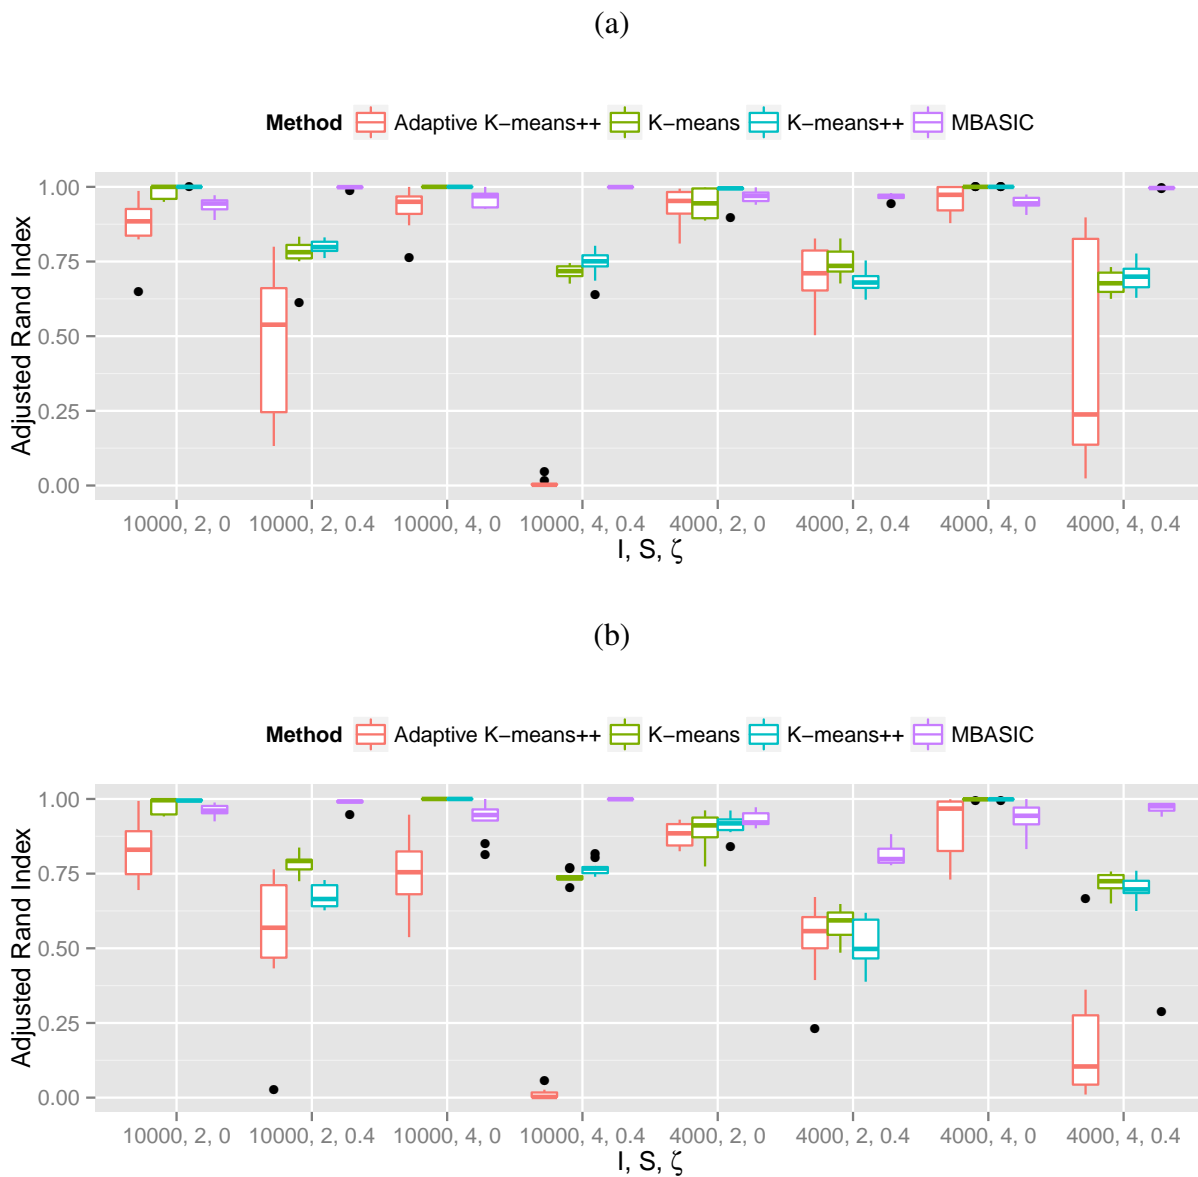 (a)
Method Adaptive K−means++ K−means K−means++ MBASIC
Adjusted Rand Index
1.00
0.75
0.50
0.25
0.00
10000, 2, 0 10000, 2, 0.4 10000, 4, 0 10000, 4, 0.4 4000, 2, 0 4000, 2, 0.4 4000, 4, 0 4000, 4, 0.4
I, S, ζ
(b)
Method Adaptive K−means++ K−means K−means++ MBASIC
Adjusted Rand Index
1.00
0.75
0.50
0.25
0.00
10000, 2, 0 10000, 2, 0.4 10000, 4, 0 10000, 4, 0.4 4000, 2, 0 4000, 2, 0.4 4000, 4, 0 4000, 4, 0.4
I, S, ζ